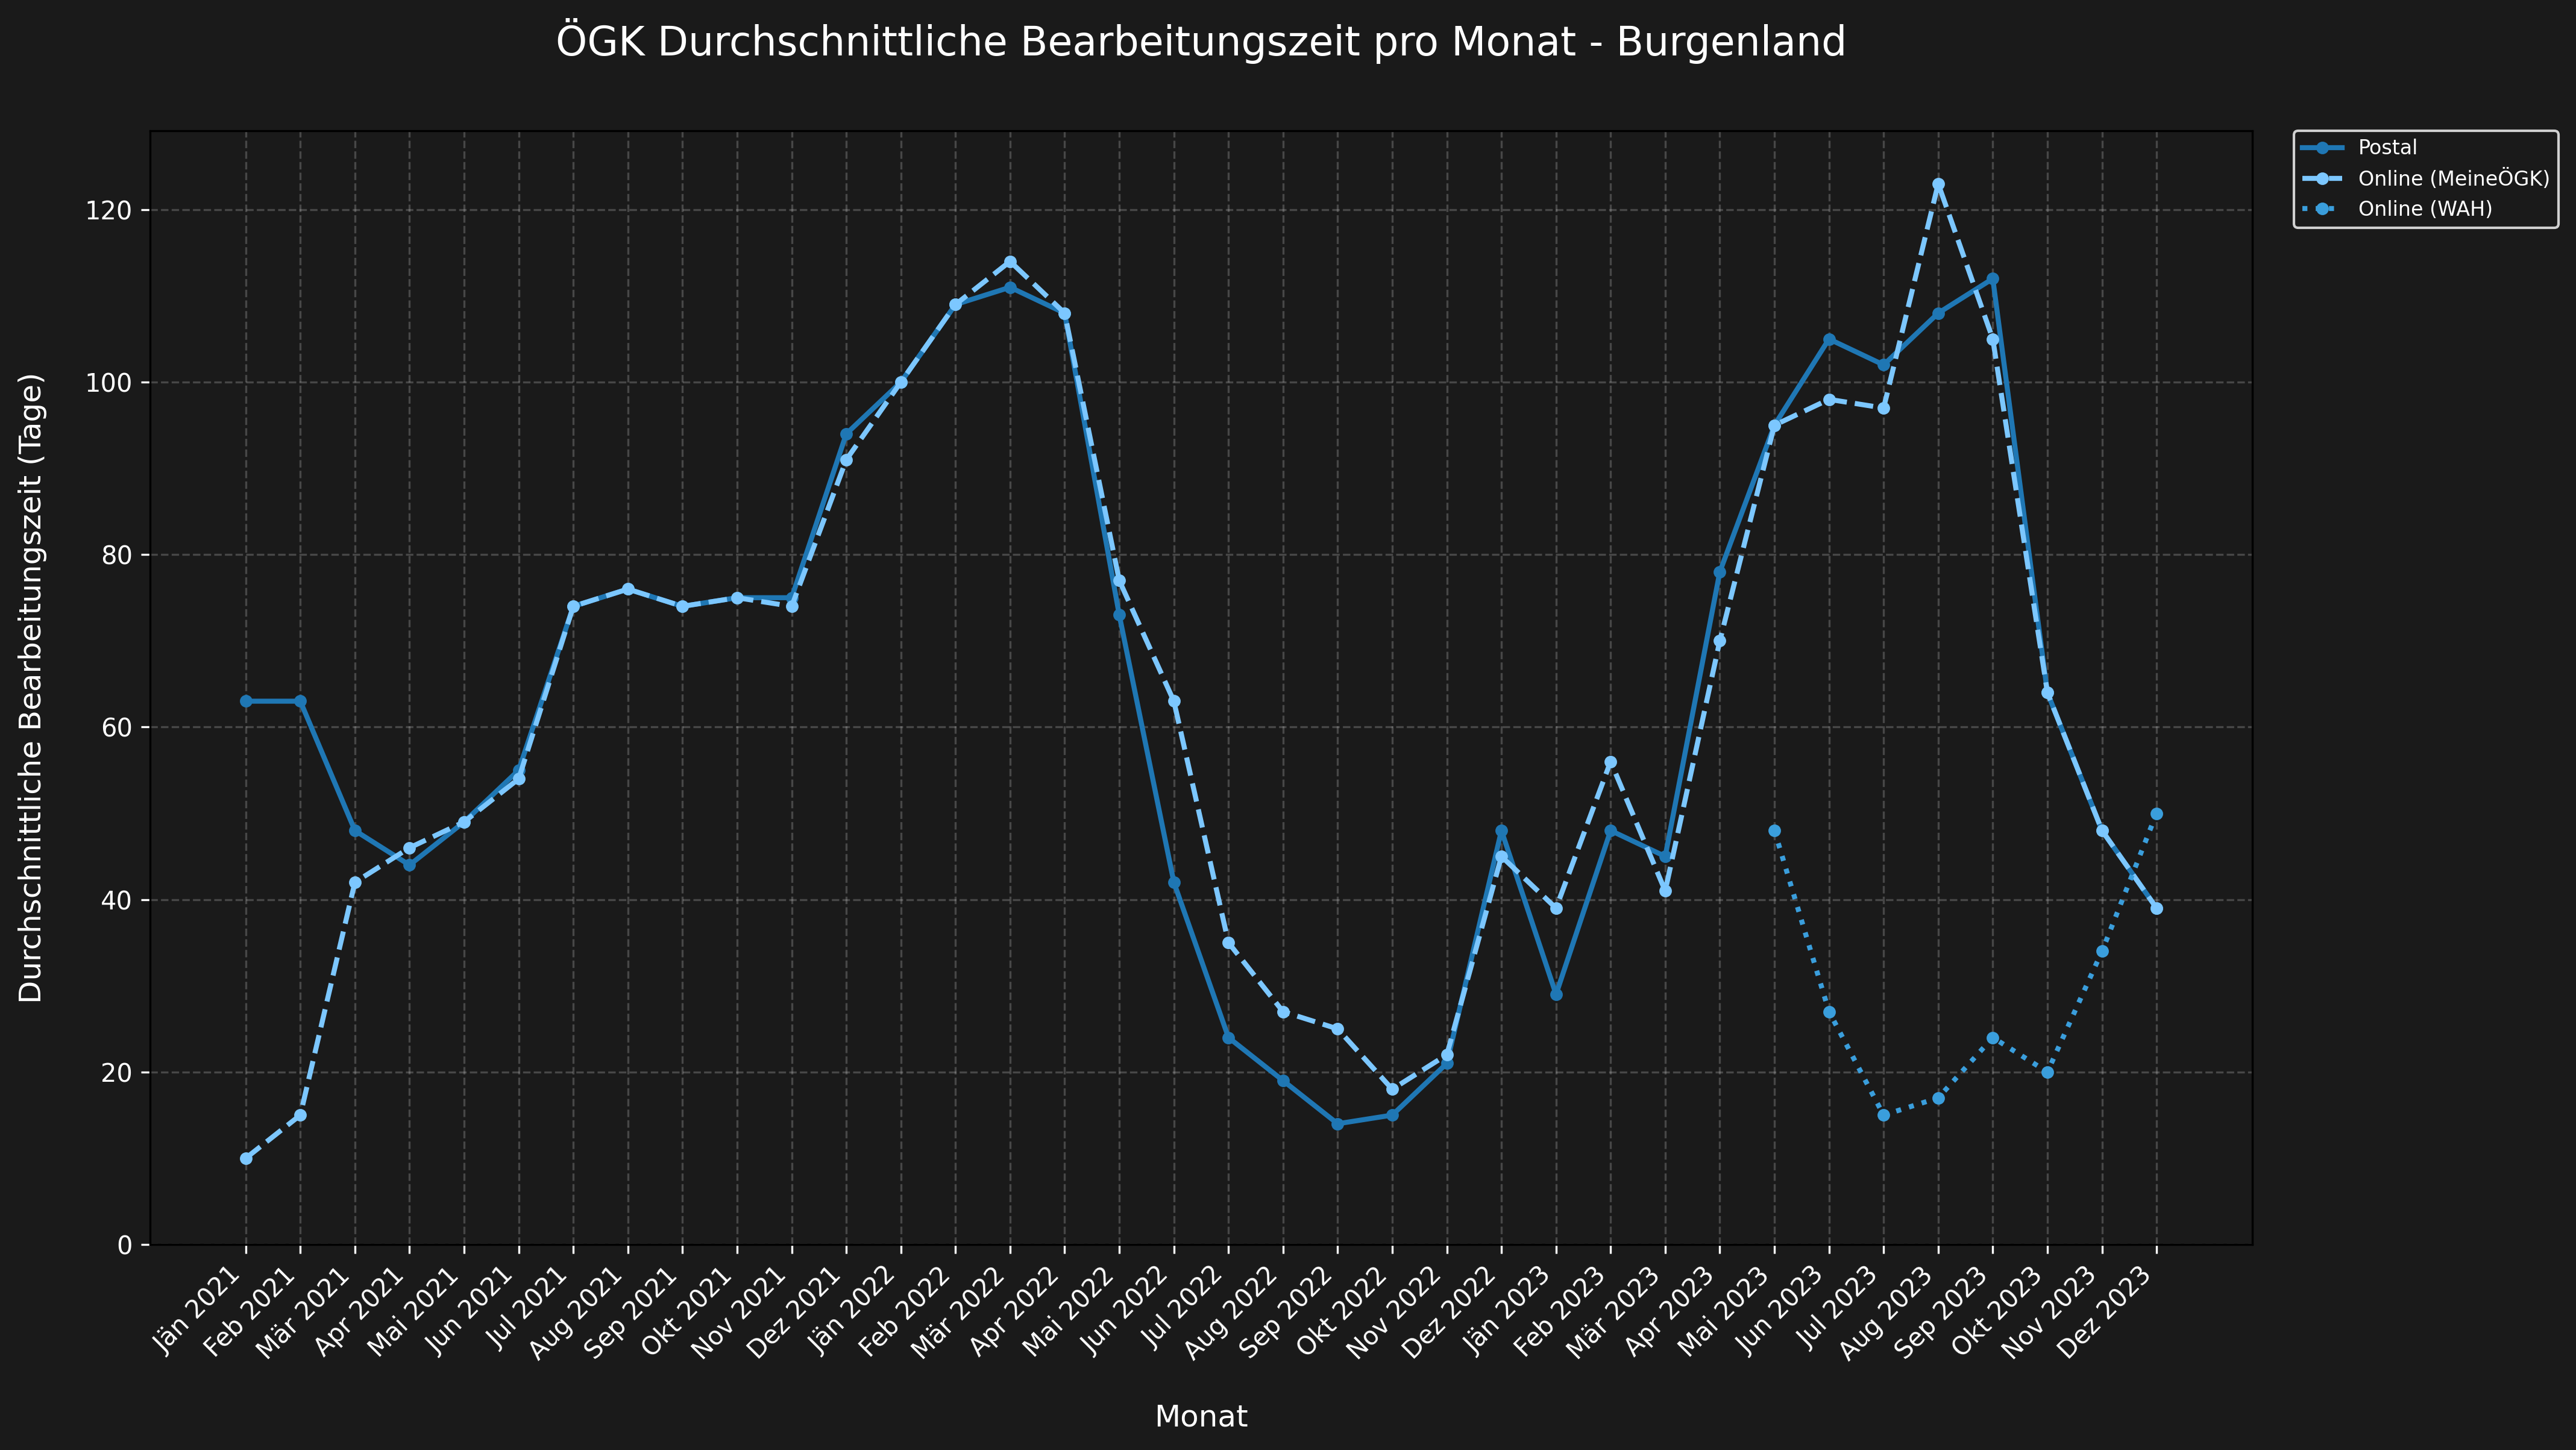 ÖGK Durchschnittliche Bearbeitungszeit pro Monat - Burgenland
Postal
Online (MeineÖGK)
Online (WAH)
Durchschnittliche Bearbeitungszeit (Tage)
120
100
80
60
40
20
0
Jän 2021
Feb 2021
Mär 2021
Apr 2021
Mai 2021
Jun 2021
Jul 2021
Aug 2021
Sep 2021
Okt 2021
Nov 2021
Dez 2021
Jän 2022
Feb 2022
Mär 2022
Apr 2022
Mai 2022
Jun 2022
Jul 2022
Aug 2022
Sep 2022
Okt 2022
Nov 2022
Dez 2022
Jän 2023
Feb 2023
Mär 2023
Apr 2023
Mai 2023
Jun 2023
Jul 2023
Aug 2023
Sep 2023
Okt 2023
Nov 2023
Dez 2023
Monat